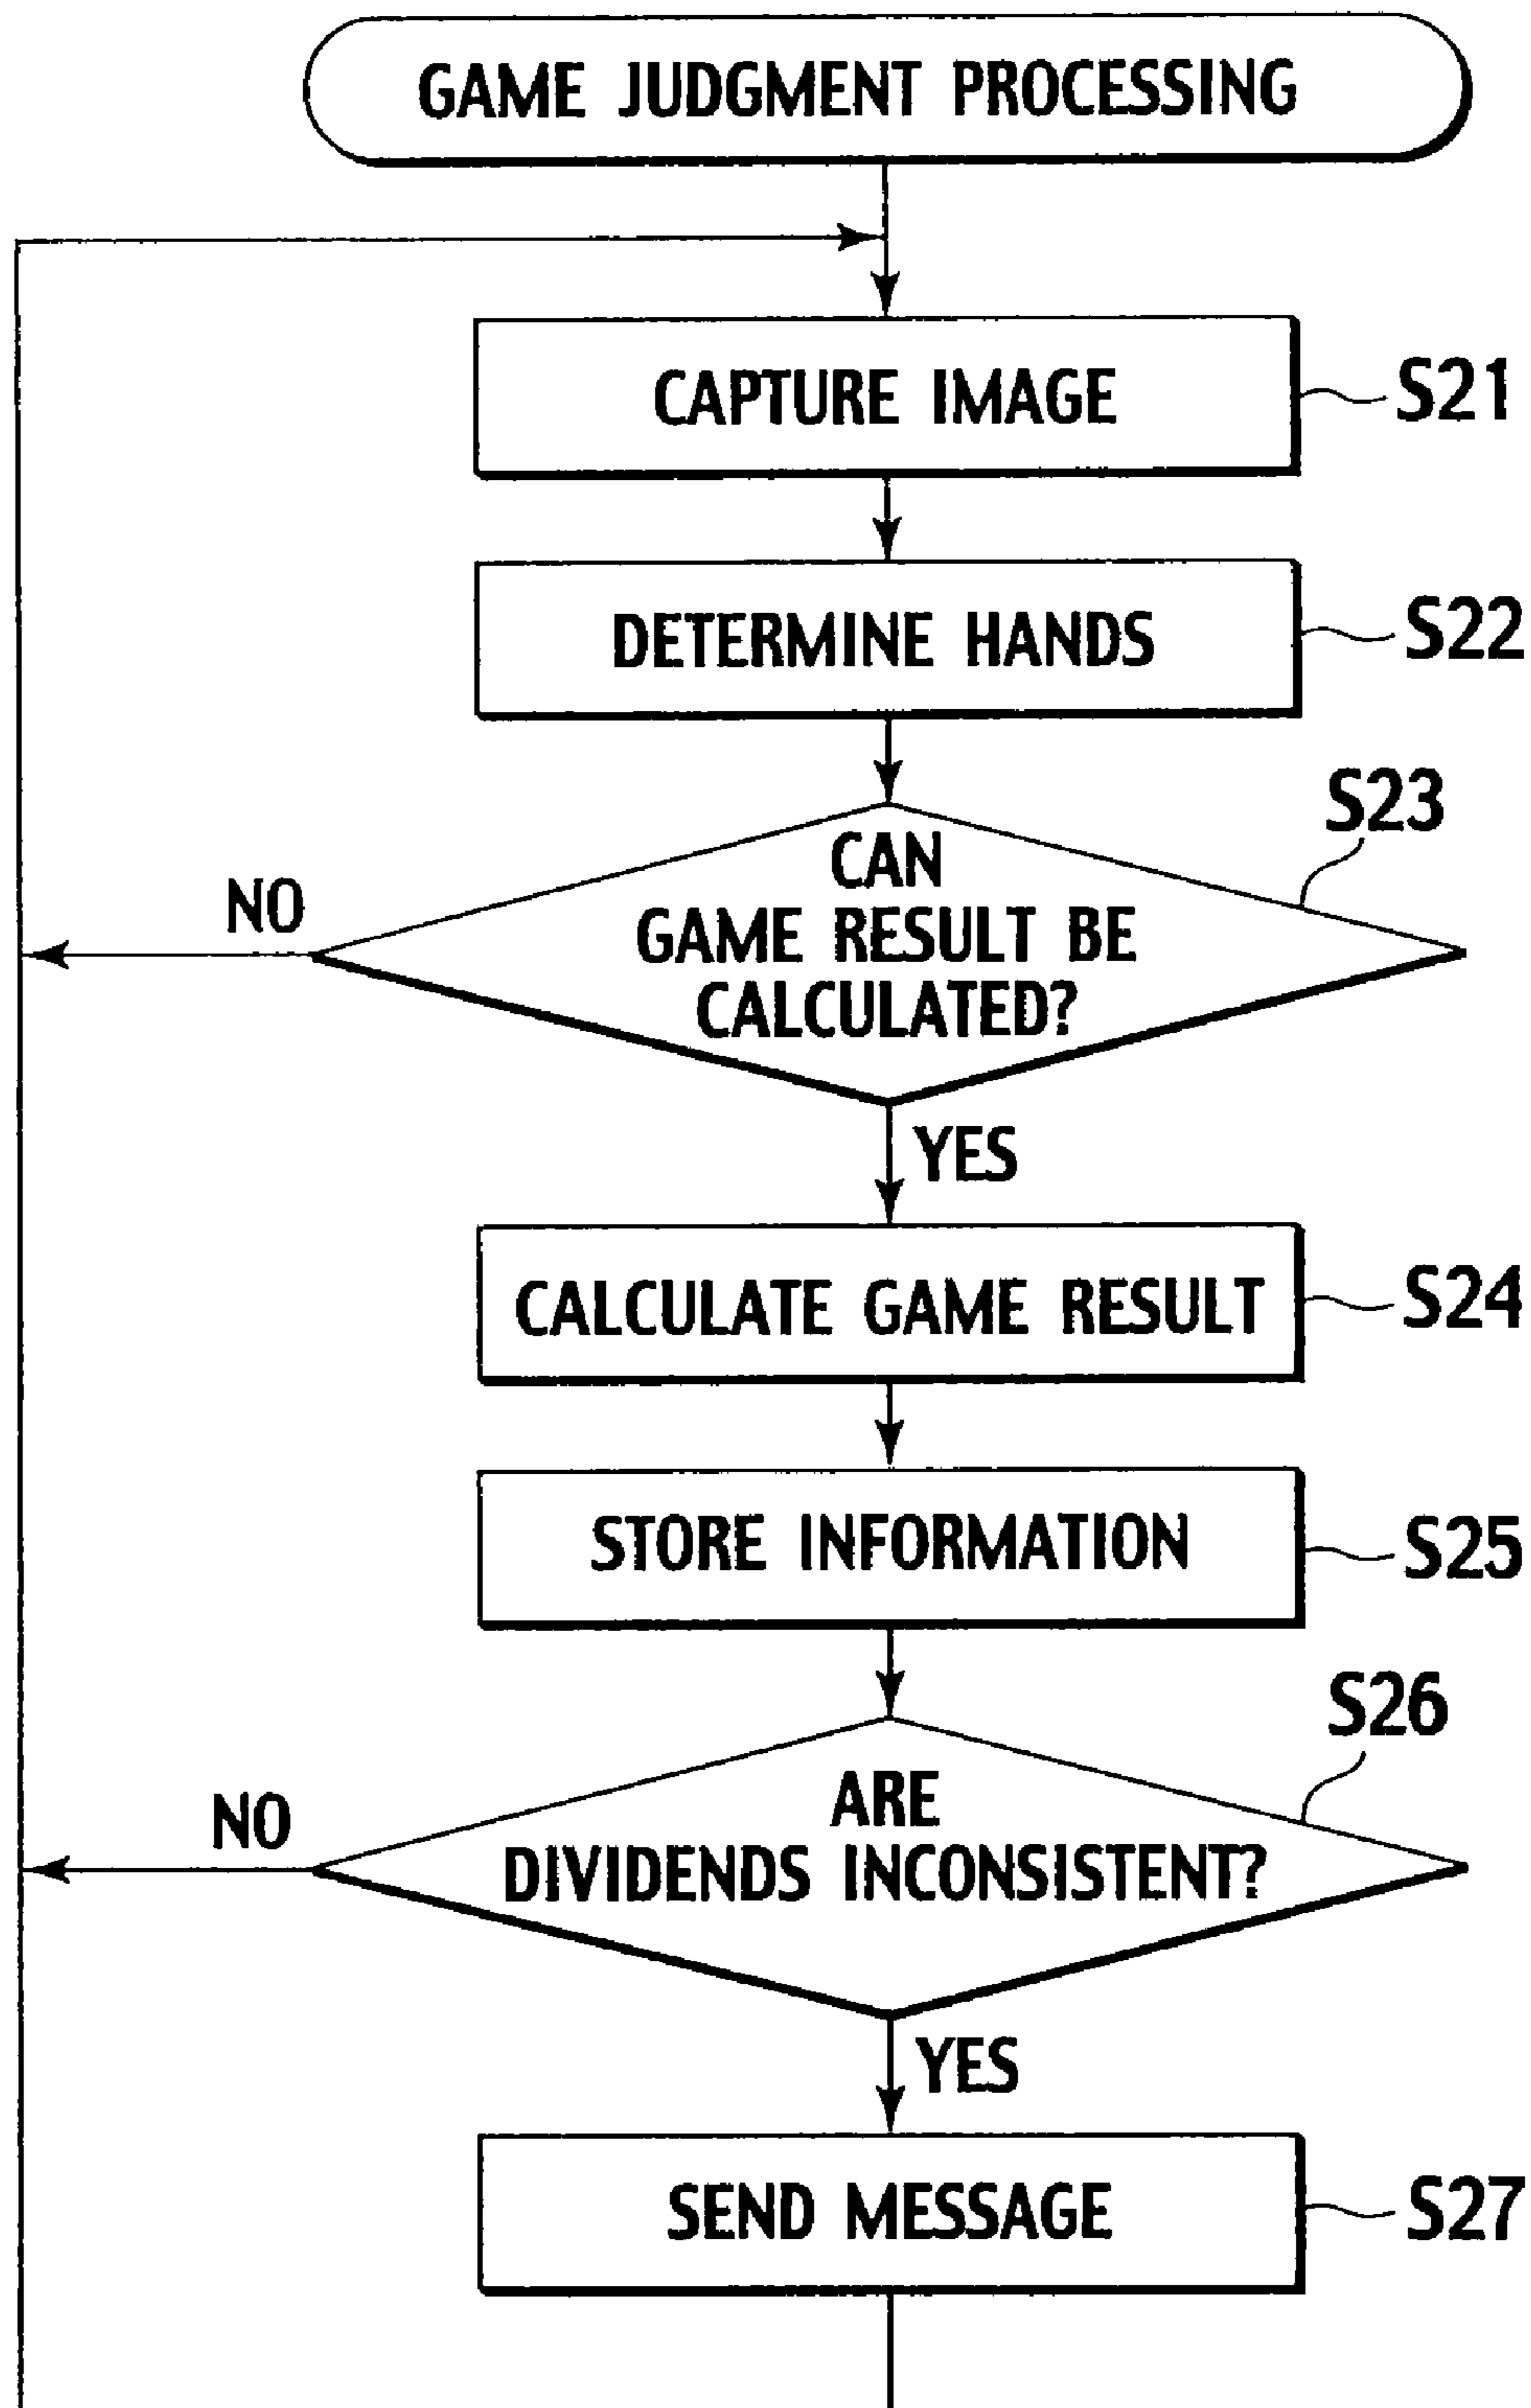 GAME JUDGMENT PROCESSING
CAPTURE IMAGE
S21
DETERMINE HANDS
S22
S23
CAN
GAME RESULT BE
CALCULATED?
NO
YES
CALCULATE GAME RESULT
S24
STORE INFORMATION
S25
S26
ARE
DIVIDENDS INCONSISTENT?
NO
YES
SEND MESSAGE
S27